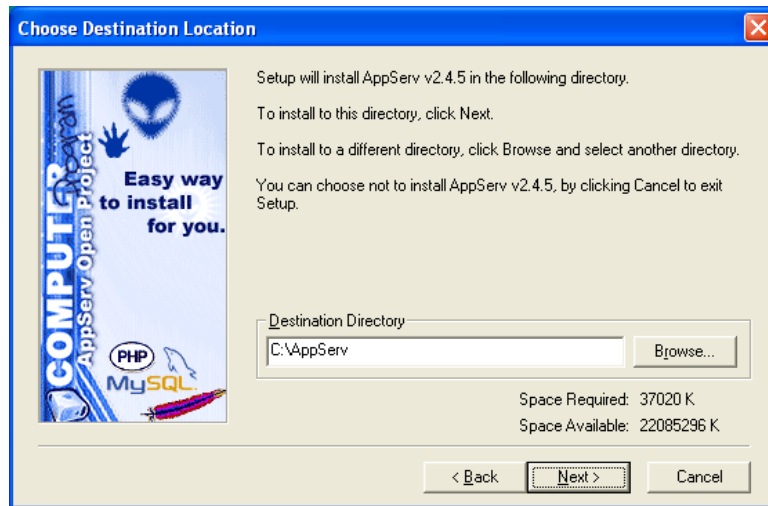 Choose Destination Location
COMPUTER
Program
AppServ Open Project
Easy way
to install
for you.
PHP
MySQL
Setup will install AppServ v2.4.5 in the following directory.
To install to this directory, click Next.
To install to a different directory, click Browse and select another directory.
You can choose not to install AppServ v2.4.5, by clicking Cancel to exit
Setup.
Destination Directory
C:\AppServ
Browse...
Space Required: 37020 K
Space Available: 22085296 K
< Back
Next >
Cancel